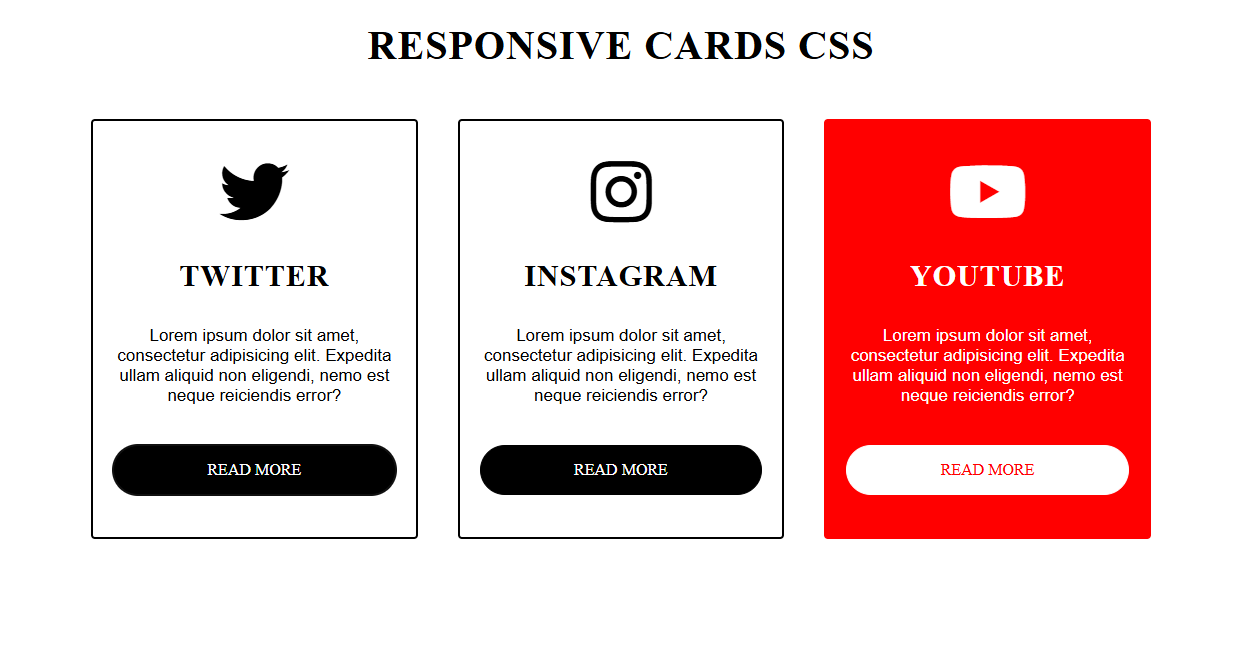 RESPONSIVE CARDS CSS
TWITTER
Lorem ipsum dolor sit amet,
consectetur adipisicing elit. Expedita
ullam aliquid non eligendi, nemo est
neque reiciendis error?
READ MORE
INSTAGRAM
Lorem ipsum dolor sit amet,
consectetur adipisicing elit. Expedita
ullam aliquid non eligendi, nemo est
neque reiciendis error?
READ MORE
YOUTUBE
Lorem ipsum dolor sit amet,
consectetur adipisicing elit. Expedita
ullam aliquid non eligendi, nemo est
neque reiciendis error?
READ MORE